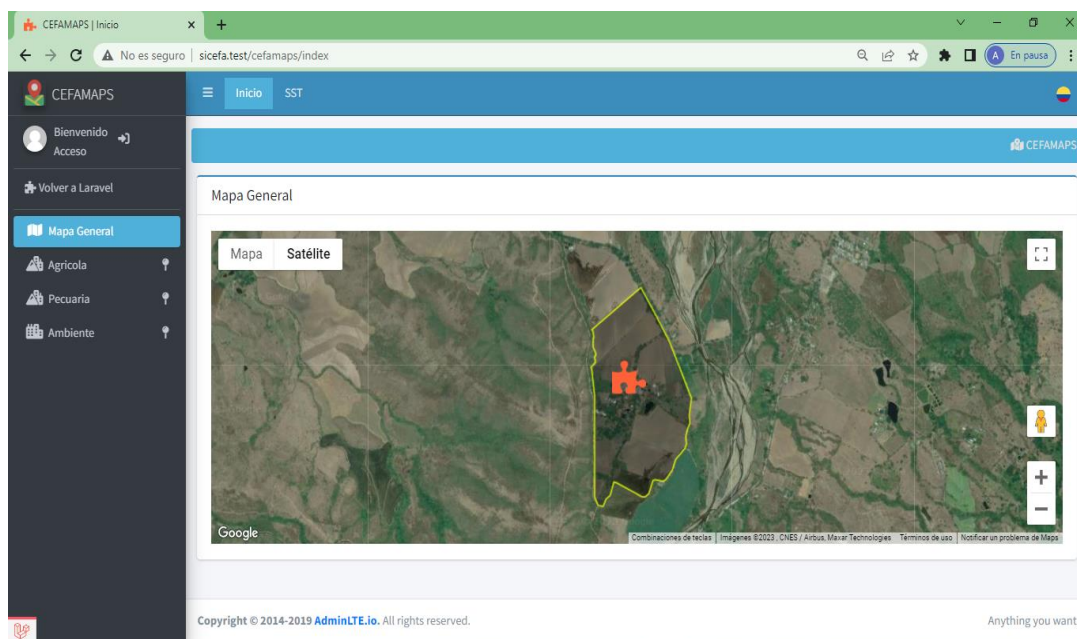 CEFAMAPS | Inicio
No es seguro | sicefa.test/cefamaps/index
A
En pausa
CEFAMAPS
Inicio
SST
Bienvenido
Acceso
CEFAMAPS
Volver a Laravel
Mapa General
Mapa General
Agricola
Pecuaria
Ambiente
Mapa
Satélite
Google
Combinaciones de teclas
Imágenes ©2023 , CNES / Airbus, Maxar Technologies
Términos de uso
Notificar un problema de Maps
Copyright © 2014-2019 AdminLTE.io. All rights reserved.
Anything you want